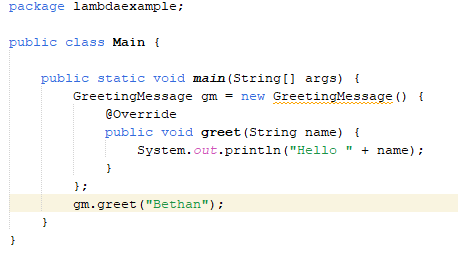 package lambdaexample;
public class Main {
public static void main(String[] args) {
GreetingMessage gm = new GreetingMessage() {
@Override
public void greet(String name) {
System.out.println("Hello " + name);
}
};
gm.greet("Bethan");
}
}